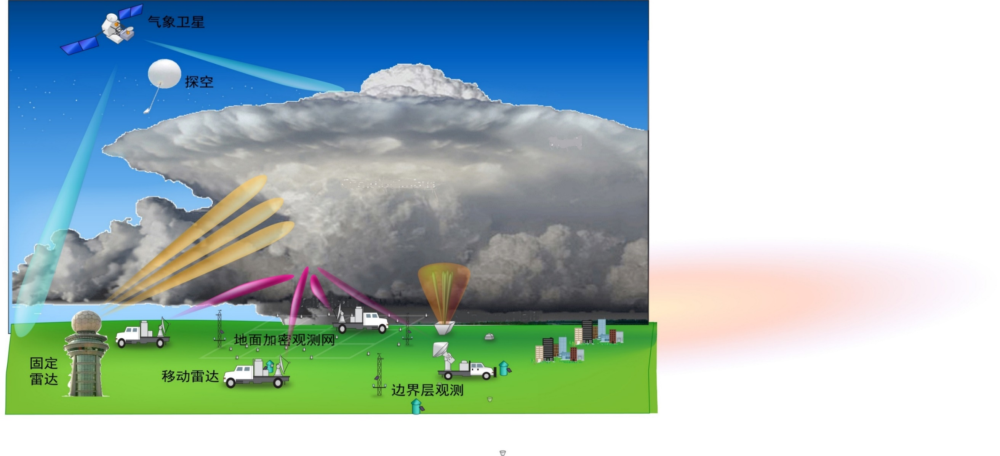 气象卫星
探空
地面加密观测网
固定
雷达
移动雷达
边界层观测